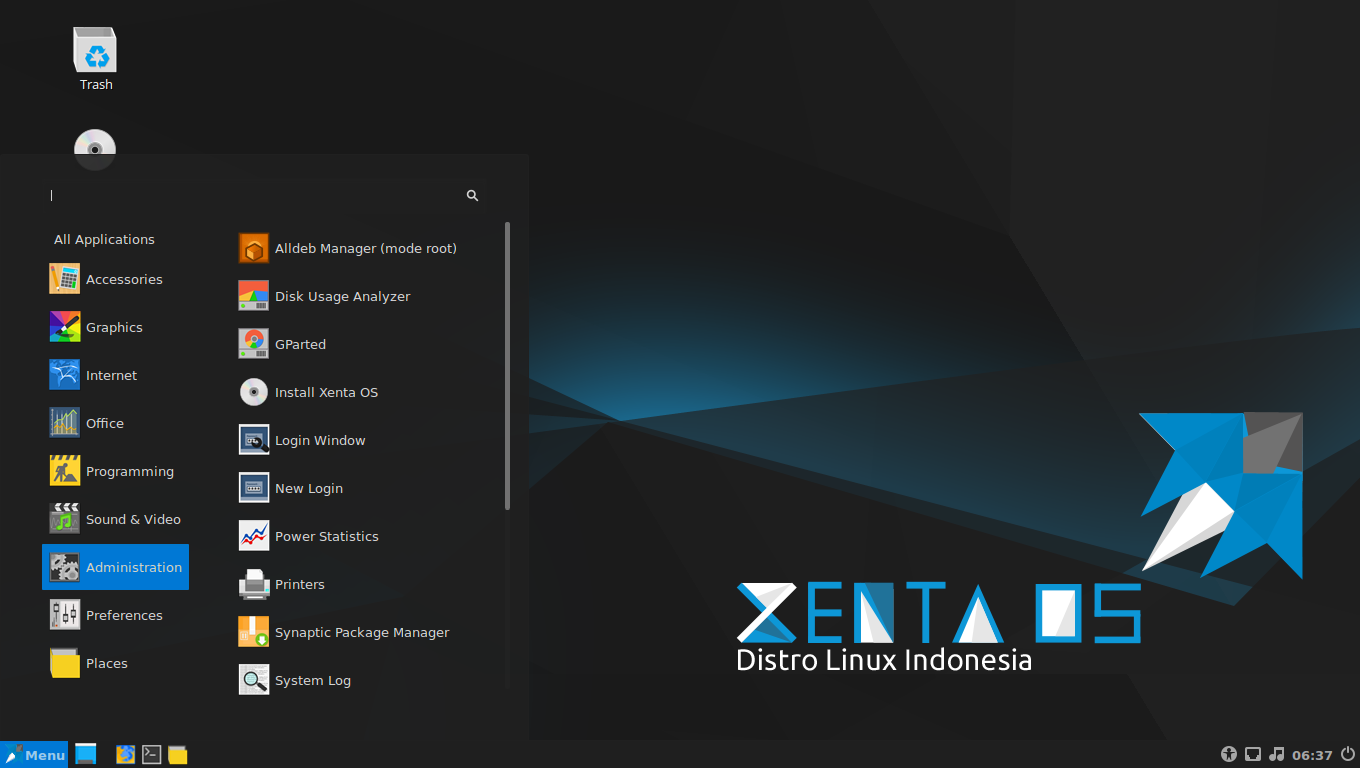 Trash
All Applications
Accessories
Graphics
Internet
Office
Programming
Sound & Video
Administration
Preferences
Places
Alldeb Manager (mode root)
Disk Usage Analyzer
GParted
Install Xenta OS
Login Window
New Login
Power Statistics
Printers
Synaptic Package Manager
System Log
XENTA OS
Distro Linux Indonesia
Menu
06:37